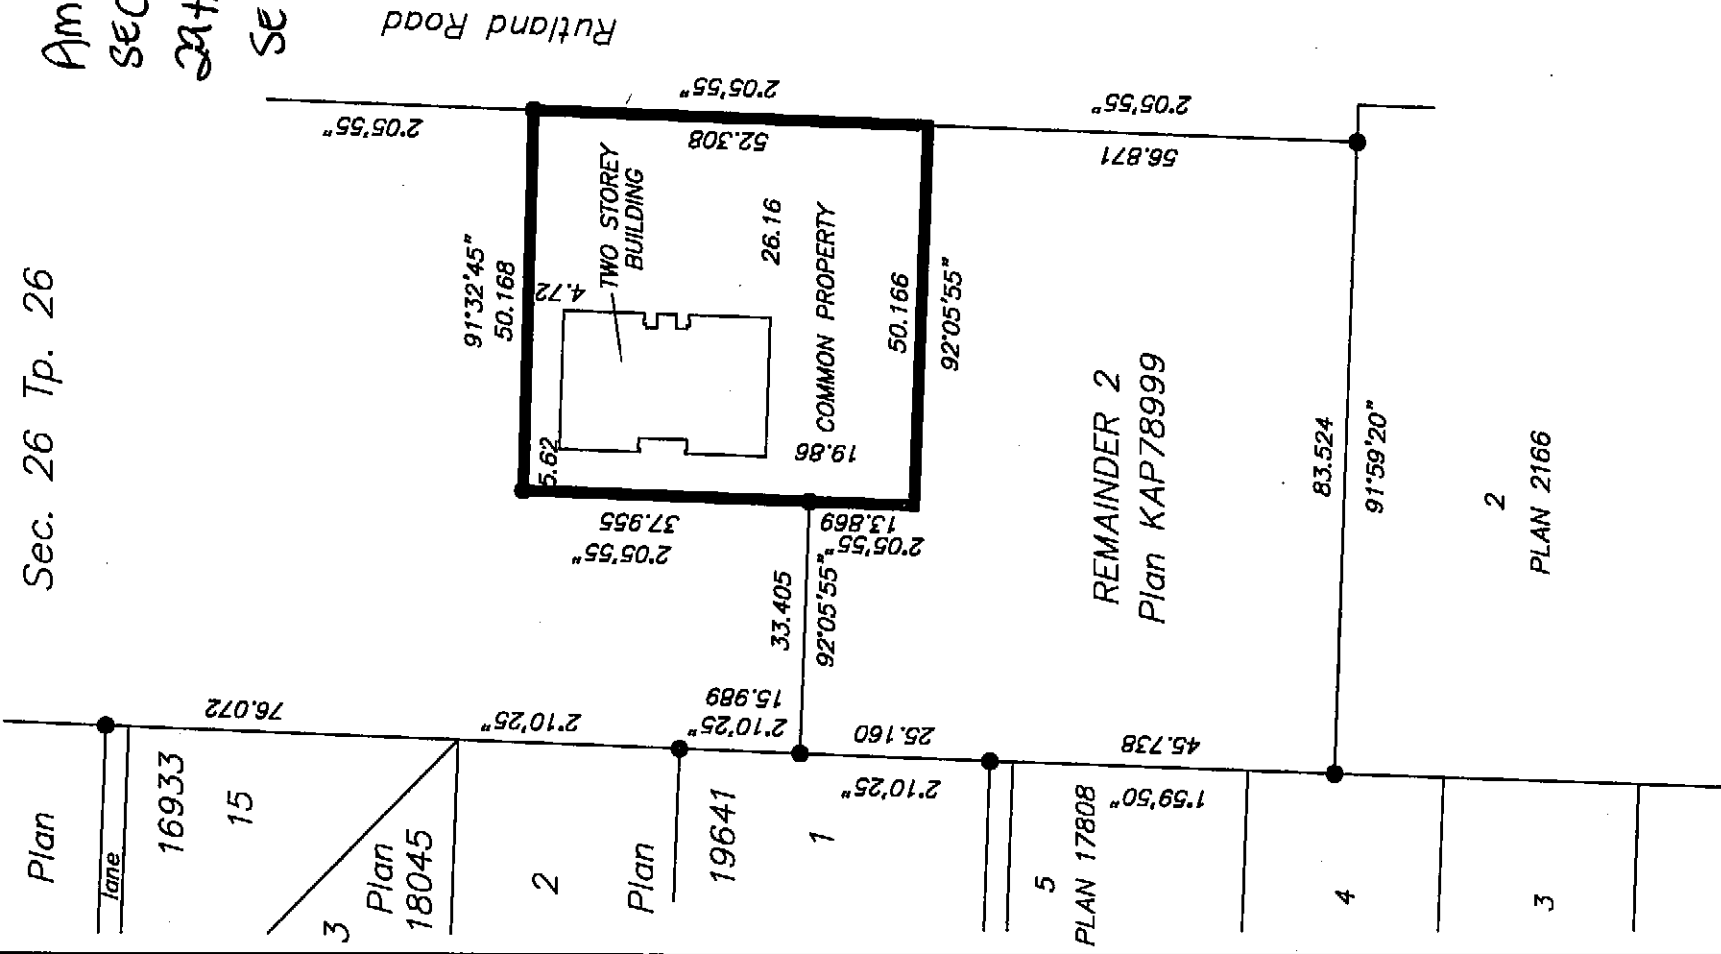 Am
SEC
Se
Rutland Road
Sec. 26 Tp. 26
2°05'55"
2°05'55"
2°05'55"
52.308
56.871
91°32'45"
50.168
4.72
TWO STOREY
BUILDING
26.16
COMMON PROPERTY
50.166
92°05'55"
5.62
19.86
37.955
2°05'55"
13.869
2°05'55"
33.405
92°05'55"
REMAINDER 2
Plan KAP78999
83.524
91°59'20"
2
PLAN 2166
76.072
2°10'25"
15.989
2°10'25"
25.160
2°10'25"
45.738
1°59'50"
Plan
lane
16933
15
3
Plan
18045
2
Plan
19641
1
5
PLAN 17808
4
3